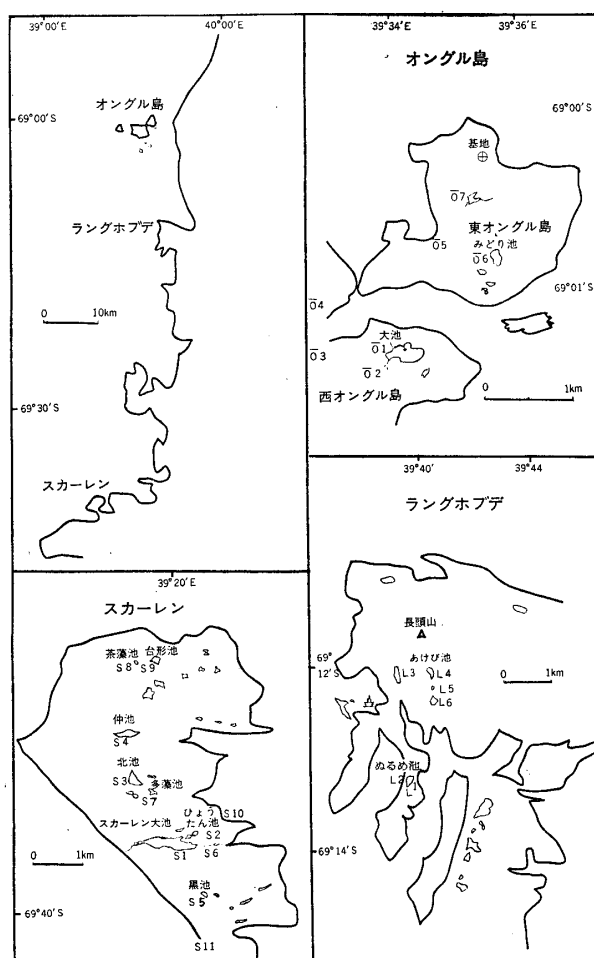 39°00'E
40°00'E
オングル島
69°00'S
ラングホブデ
0
10km
69°30'S
スカーレン
39°34'E
39°36'E
オングル島
69°00'S
基地
O̅7
東オングル島
O̅5
みどり池
O̅6
69°01'S
O̅4
大池
O̅1
O̅3
O̅2
西オングル島
0
1km
39°20'E
スカーレン
茶藻池
台形池
S8
S9
仲池
S4
北池
S3
多藻池
S7
ひょうたん池
S10
スカーレン大池
S2
S1
S6
0
1km
黒池
S5
69°40'S
S11
39°40'E
39°44'E
ラングホブデ
長頭山
69°12'S
あけび池
L3
L4
L5
L6
0
1km
ぬるめ池
L2
L1
69°14'S